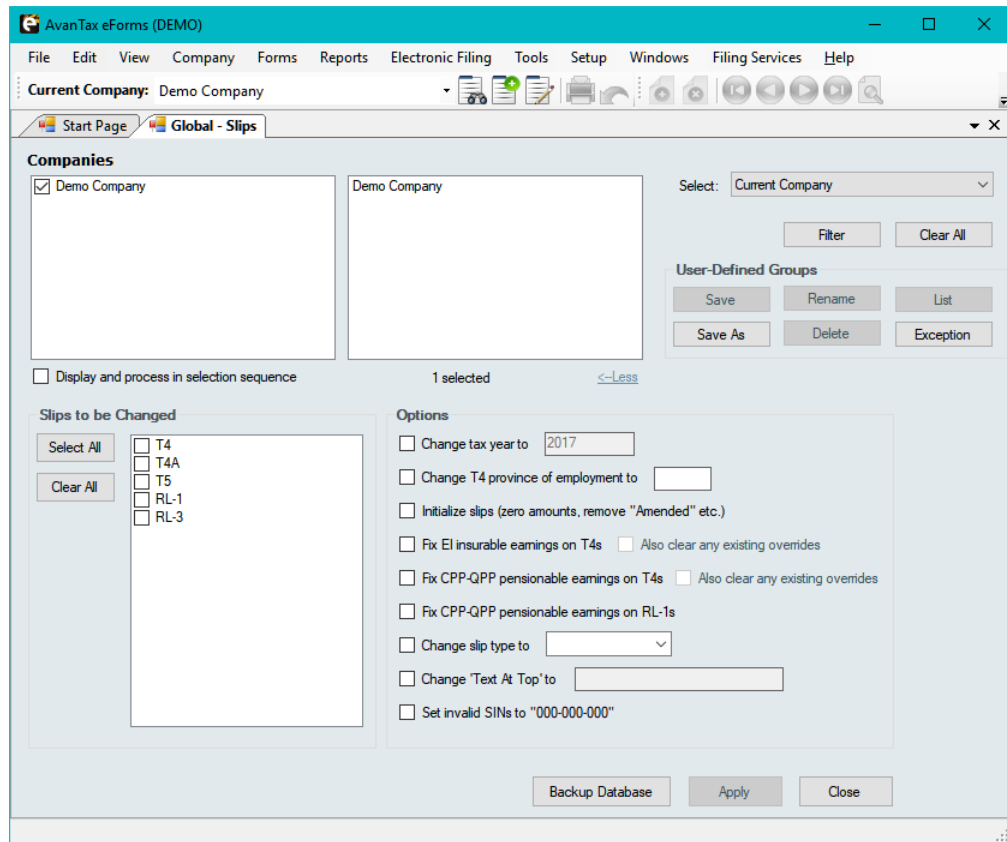 AvanTax eForms (DEMO)
File Edit View Company Forms Reports Electronic Filing Tools Setup Windows Filing Services Help
Current Company: Demo Company
Start Page Global - Slips
Companies
Demo Company Demo Company Select: Current Company
Filter Clear All
User-Defined Groups
Save Rename List
Save As Delete Exception
Display and process in selection sequence 1 selected <--Less
Slips to be Changed
Select All
Clear All
T4
T4A
T5
RL-1
RL-3
Options
Change tax year to 2017
Change T4 province of employment to
Initialize slips (zero amounts, remove "Amended" etc.)
Fix EI insurable earnings on T4s Also clear any existing overrides
Fix CPP-QPP pensionable earnings on T4s Also clear any existing overrides
Fix CPP-QPP pensionable earnings on RL-1s
Change slip type to
Change 'Text At Top' to
Set invalid SINs to "000-000-000"
Backup Database Apply Close